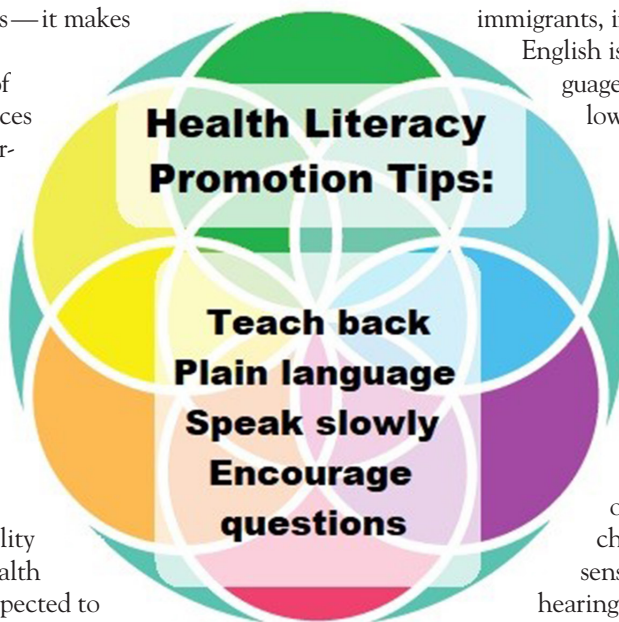 s—it makes
of
ces
r-
lity
alth
pected to
Health Literacy
Promotion Tips:
Teach back
Plain language
Speak slowly
Encourage
questions
immigrants, i
English is
guage
low
ch
sens
hearing